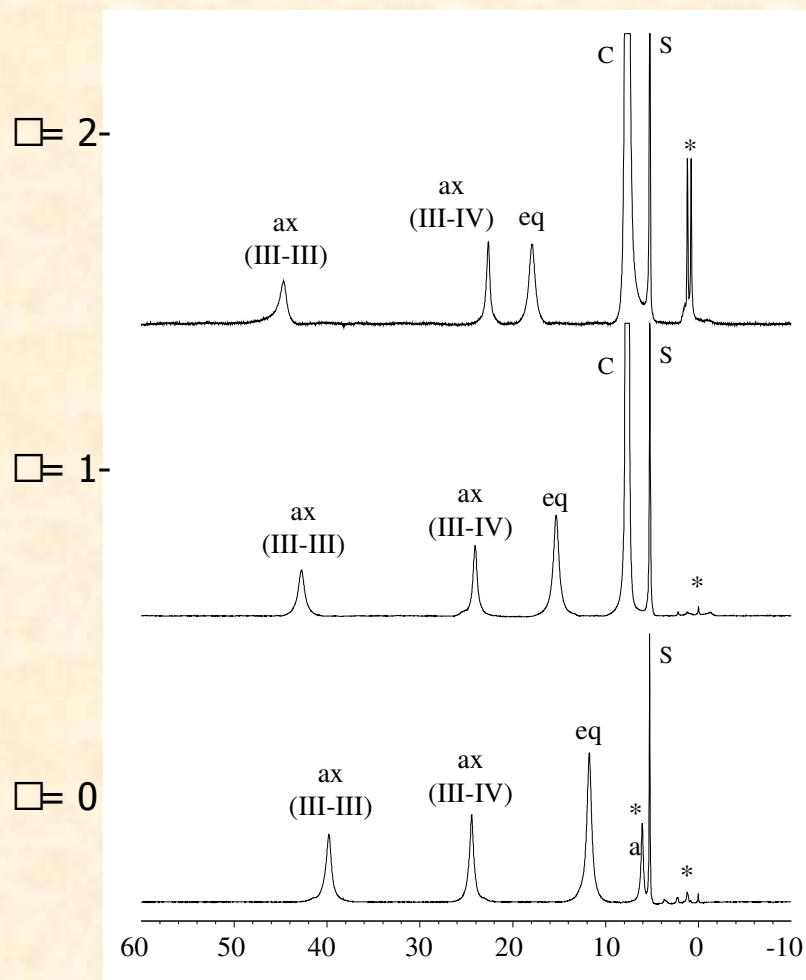 C
S
*
□= 2-
ax
(III-III)
ax
(III-IV)
eq
C
S
□= 1-
ax
(III-III)
ax
(III-IV)
eq
*
S
□= 0
ax
(III-III)
ax
(III-IV)
eq
*
a
*
60 50 40 30 20 10 0 -10